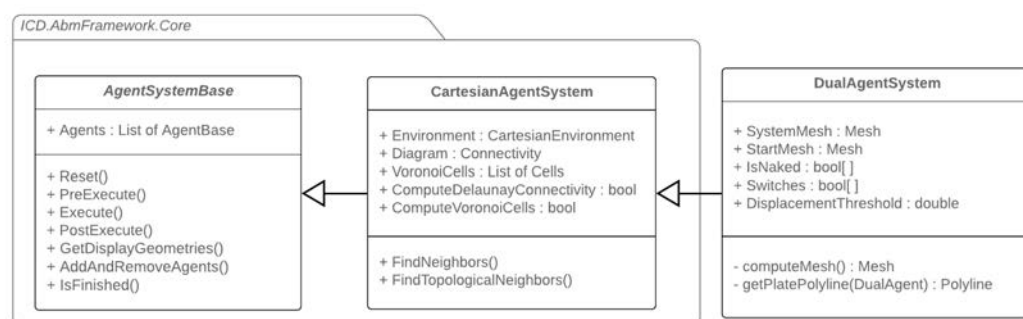 ICD.AbmFramework.Core
AgentSystemBase
+ Agents : List of AgentBase
+ Reset()
+ PreExecute()
+ Execute()
+ PostExecute()
+ GetDisplayGeometries()
+ AddAndRemoveAgents()
+ IsFinished()
CartesianAgentSystem
+ Environment : CartesianEnvironment
+ Diagram : Connectivity
+ VoronoiCells : List of Cells
+ ComputeDelaunayConnectivity : bool
+ ComputeVoronoiCells : bool
+ FindNeighbors()
+ FindTopologicalNeighbors()
DualAgentSystem
+ SystemMesh : Mesh
+ StartMesh : Mesh
+ IsNaked : bool[ ]
+ Switches : bool[ ]
+ DisplacementThreshold : double
- computeMesh() : Mesh
- getPlatePolyline(DualAgent) : Polyline